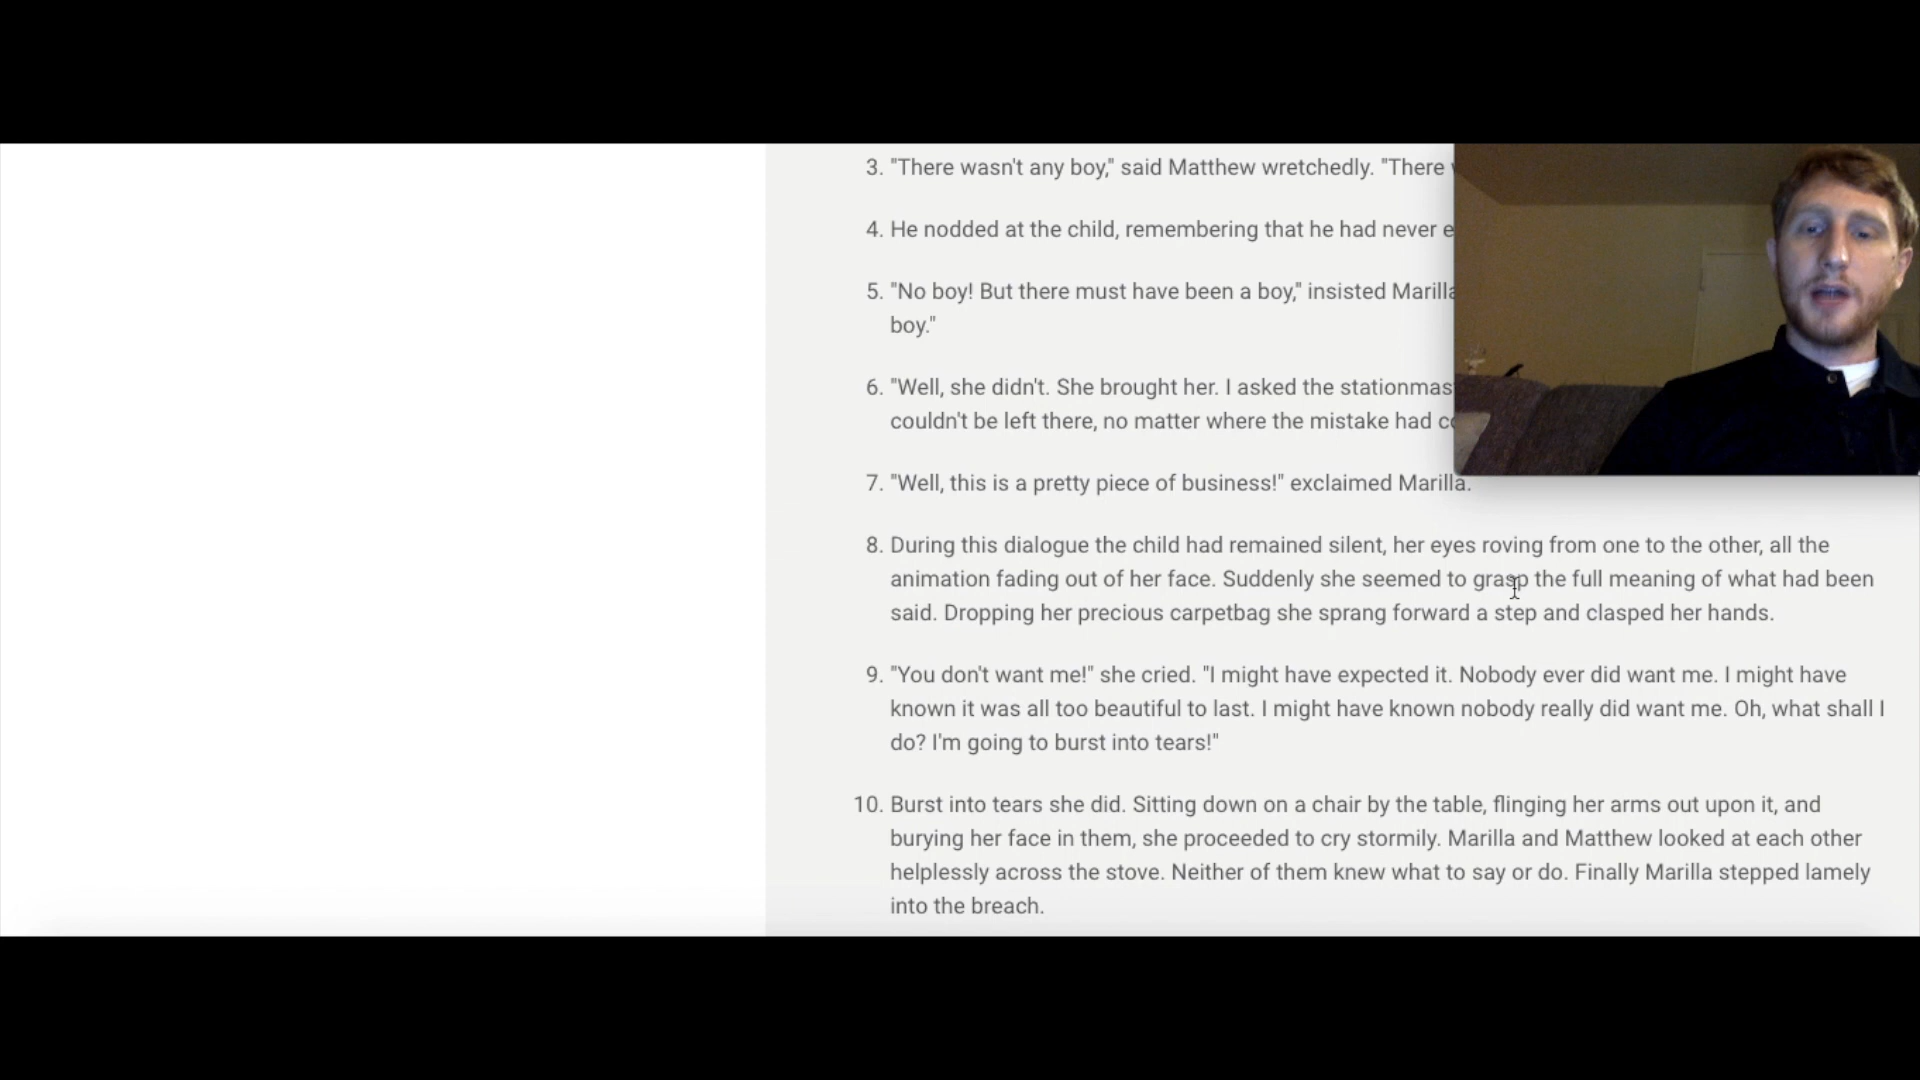 3. "There wasn't any boy," said Matthew wretchedly. "There
4. He nodded at the child, remembering that he had never
5. "No boy! But there must have been a boy," insisted Marilla
boy."
6. "Well, she didn't. She brought her. I asked the
couldn't be left there, no matter where the mistake had
7. "Well, this is a pretty piece of business!" exclaimed Marilla.
8. During this dialogue the child had remained silent, her eyes roving from one to the other, all the
animation fading out of her face. Suddenly she seemed to grasp the full meaning of what had been
said. Dropping her precious carpetbag she sprang forward a step and clasped her hands.
9. "You don't want me!" she cried. "I might have expected it. Nobody ever did want me. I might have
known it was all too beautiful to last. I might have known nobody really did want me. Oh, what shall I
do? I'm going to burst into tears!"
10. Burst into tears she did. Sitting down on a chair by the table, flinging her arms out upon it, and
burying her face in them, she proceeded to cry stormily. Marilla and Matthew looked at each other
helplessly across the stove. Neither of them knew what to say or do. Finally Marilla stepped lamely
into the breach.